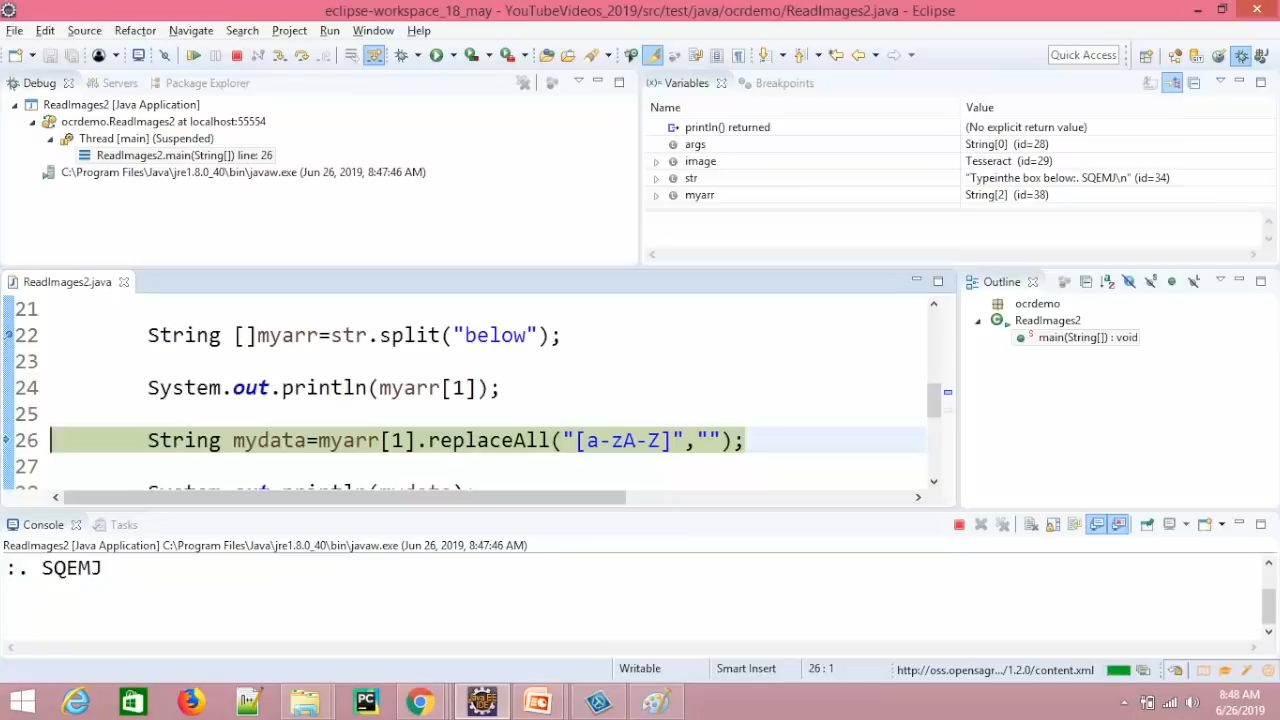 eclipse-workspace_18_may - YouTubeVideos_2019/src/test/java/ocrdemo/ReadImages2.java - Eclipse
File Edit Source Refactor Navigate Search Project Run Window Help
Quick Access
Debug Servers Package Explorer
ReadImages2 [Java Application]
ocrdemo.ReadImages2 at localhost:55554
Thread [main] (Suspended)
ReadImages2.main(String[]) line: 26
C:\Program Files\Java\jre1.8.0_40\bin\javaw.exe (Jun 26, 2019, 8:47:46 AM)
(x)= Variables Breakpoints
Name Value
println() returned (No explicit return value)
args String[0] (id=28)
image Tesseract (id=29)
str "Typeinthe box below:. SQEMJ\n" (id=34)
myarr String[2] (id=38)
ReadImages2.java
21
22 String []myarr=str.split("below");
23
24 System.out.println(myarr[1]);
25
26 String mydata=myarr[1].replaceAll("[a-zA-Z]","");
27
28 System.out.println(mydata);
Outline
ocrdemo
ReadImages2
main(String[]) : void
Console Tasks
ReadImages2 [Java Application] C:\Program Files\Java\jre1.8.0_40\bin\javaw.exe (Jun 26, 2019, 8:47:46 AM)
:. SQEMJ
Writable Smart Insert 26 : 1 http://oss.opensagr.../1.2.0/content.xml
8:48 AM
6/26/2019